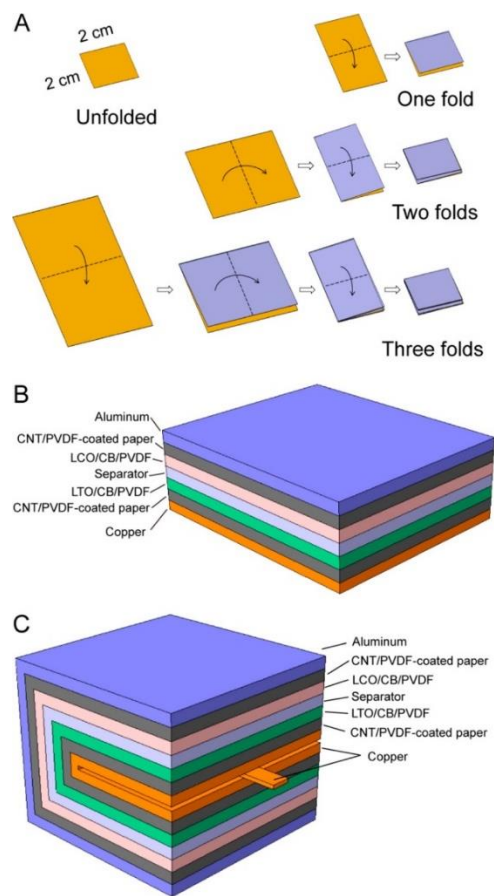 A
2 cm
2 cm
Unfolded
One fold
Two folds
Three folds
B
Aluminum
CNT/PVDF-coated paper
LCO/CB/PVDF
Separator
LTO/CB/PVDF
CNT/PVDF-coated paper
Copper
C
Aluminum
CNT/PVDF-coated paper
LCO/CB/PVDF
Separator
LTO/CB/PVDF
CNT/PVDF-coated paper
Copper